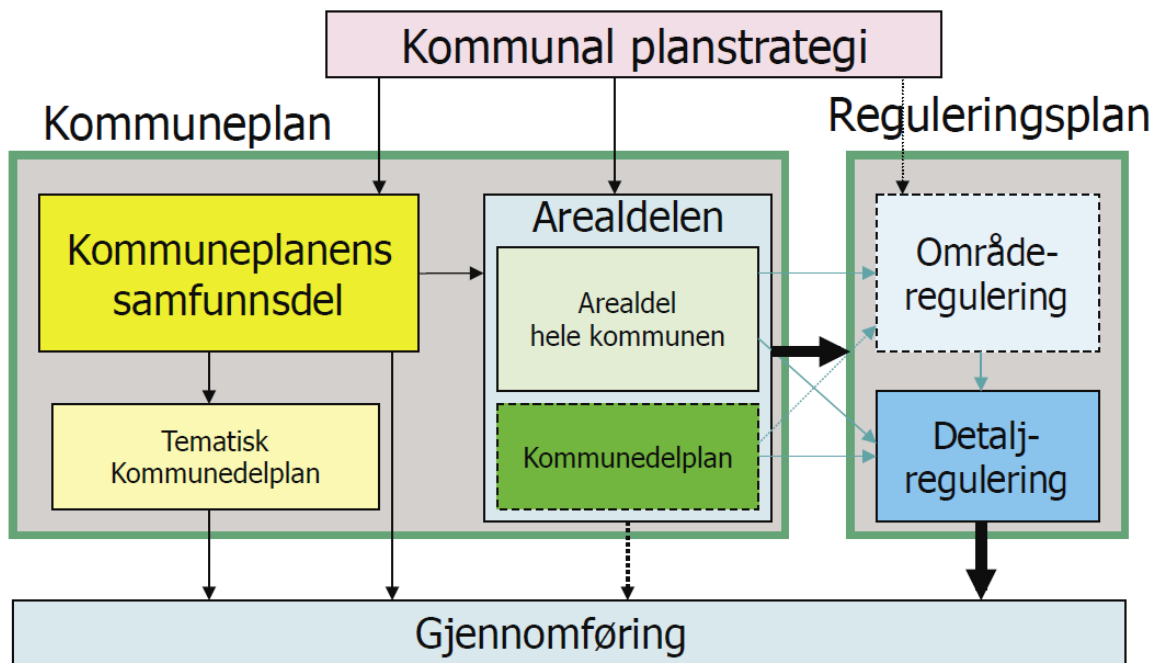 Kommunal planstrategi
Kommuneplan
Reguleringsplan
Kommuneplanens
samfunnsdel
Arealdelen
Arealdel
hele kommunen
Område-
regulering
Tematisk
Kommunedelplan
Kommunedelplan
Detalj-
regulering
Gjennomføring